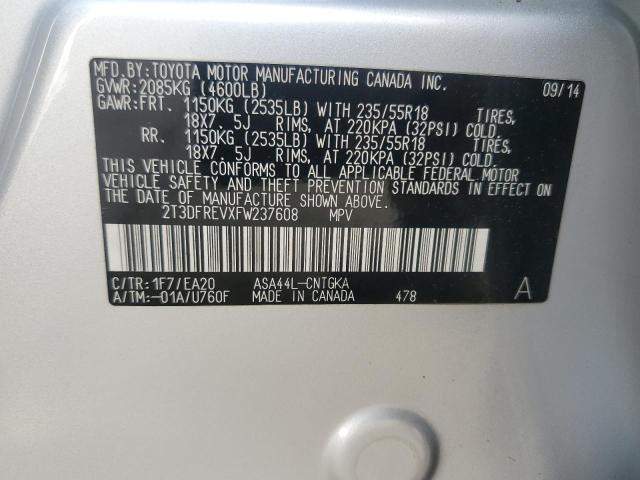 MFD.BY:TOYOTA MOTOR MANUFACTURING CANADA INC. 09/14
GVWR:2085KG (4600LB)
GAWR:FRT. 1150KG (2535LB) WITH 235/55R18 TIRES,
18X7. 5J RIMS, AT 220KPA (32PSI) COLD.
RR. 1150KG (2535LB) WITH 235/55R18 TIRES,
18X7. 5J RIMS, AT 220KPA (32PSI) COLD.
THIS VEHICLE CONFORMS TO ALL APPLICABLE FEDERAL MOTOR
VEHICLE SAFETY AND THEFT PREVENTION STANDARDS IN EFFECT ON
THE DATE OF MANUFACTURE SHOWN ABOVE.
2T3DFREVXFW237608 MPV
C/TR:1F7/EA20 ASA44L-CNTGKA
A/TM:-01A/U760F MADE IN CANADA 478 A